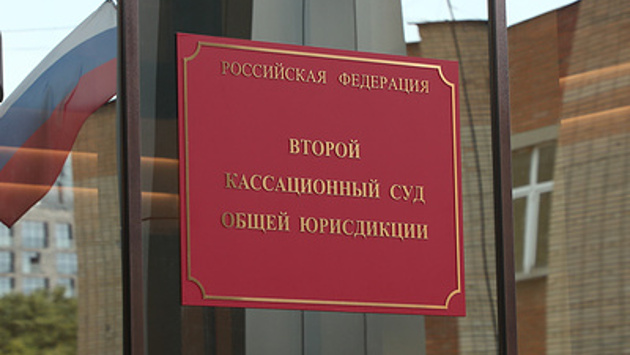 РОССИЙСКАЯ ФЕДЕРАЦИЯ
ВТОРОЙ
КАССАЦИОННЫЙ СУД
ОБЩЕЙ ЮРИСДИКЦИИ